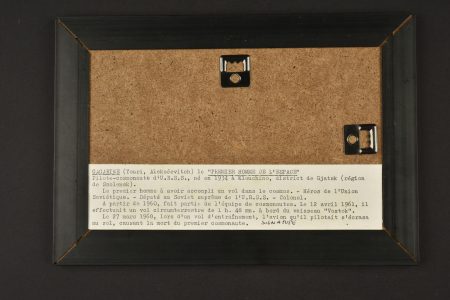 GAGARINE (Youri, Alekséevitch) le "PREMIER HOMME DE L'ESPACE"
Pilote-cosmonaute d'U.R.S.S., né en 1934 à Klouchino, district de Gjatsk (région
de Smolensk).
Le premier homme à avoir accompli un vol dans le cosmos. - Héros de l'Union
Soviétique. - Député au Soviet suprême de l'U.R.S.S. - Colonel.
A partir de 1960, fait partie de l'équipe de cosmonautes. Le 12 avril 1961, il
effectuait un vol circumterrestre de 1 h. 48 mn. à bord du vaisseau "Vostok".
Le 27 mars 1968, lors d'un vol d'entraînement, l'avion qu'il pilotait s'écrasa
au sol, causant la mort du premier cosmonaute. SIGNATURE